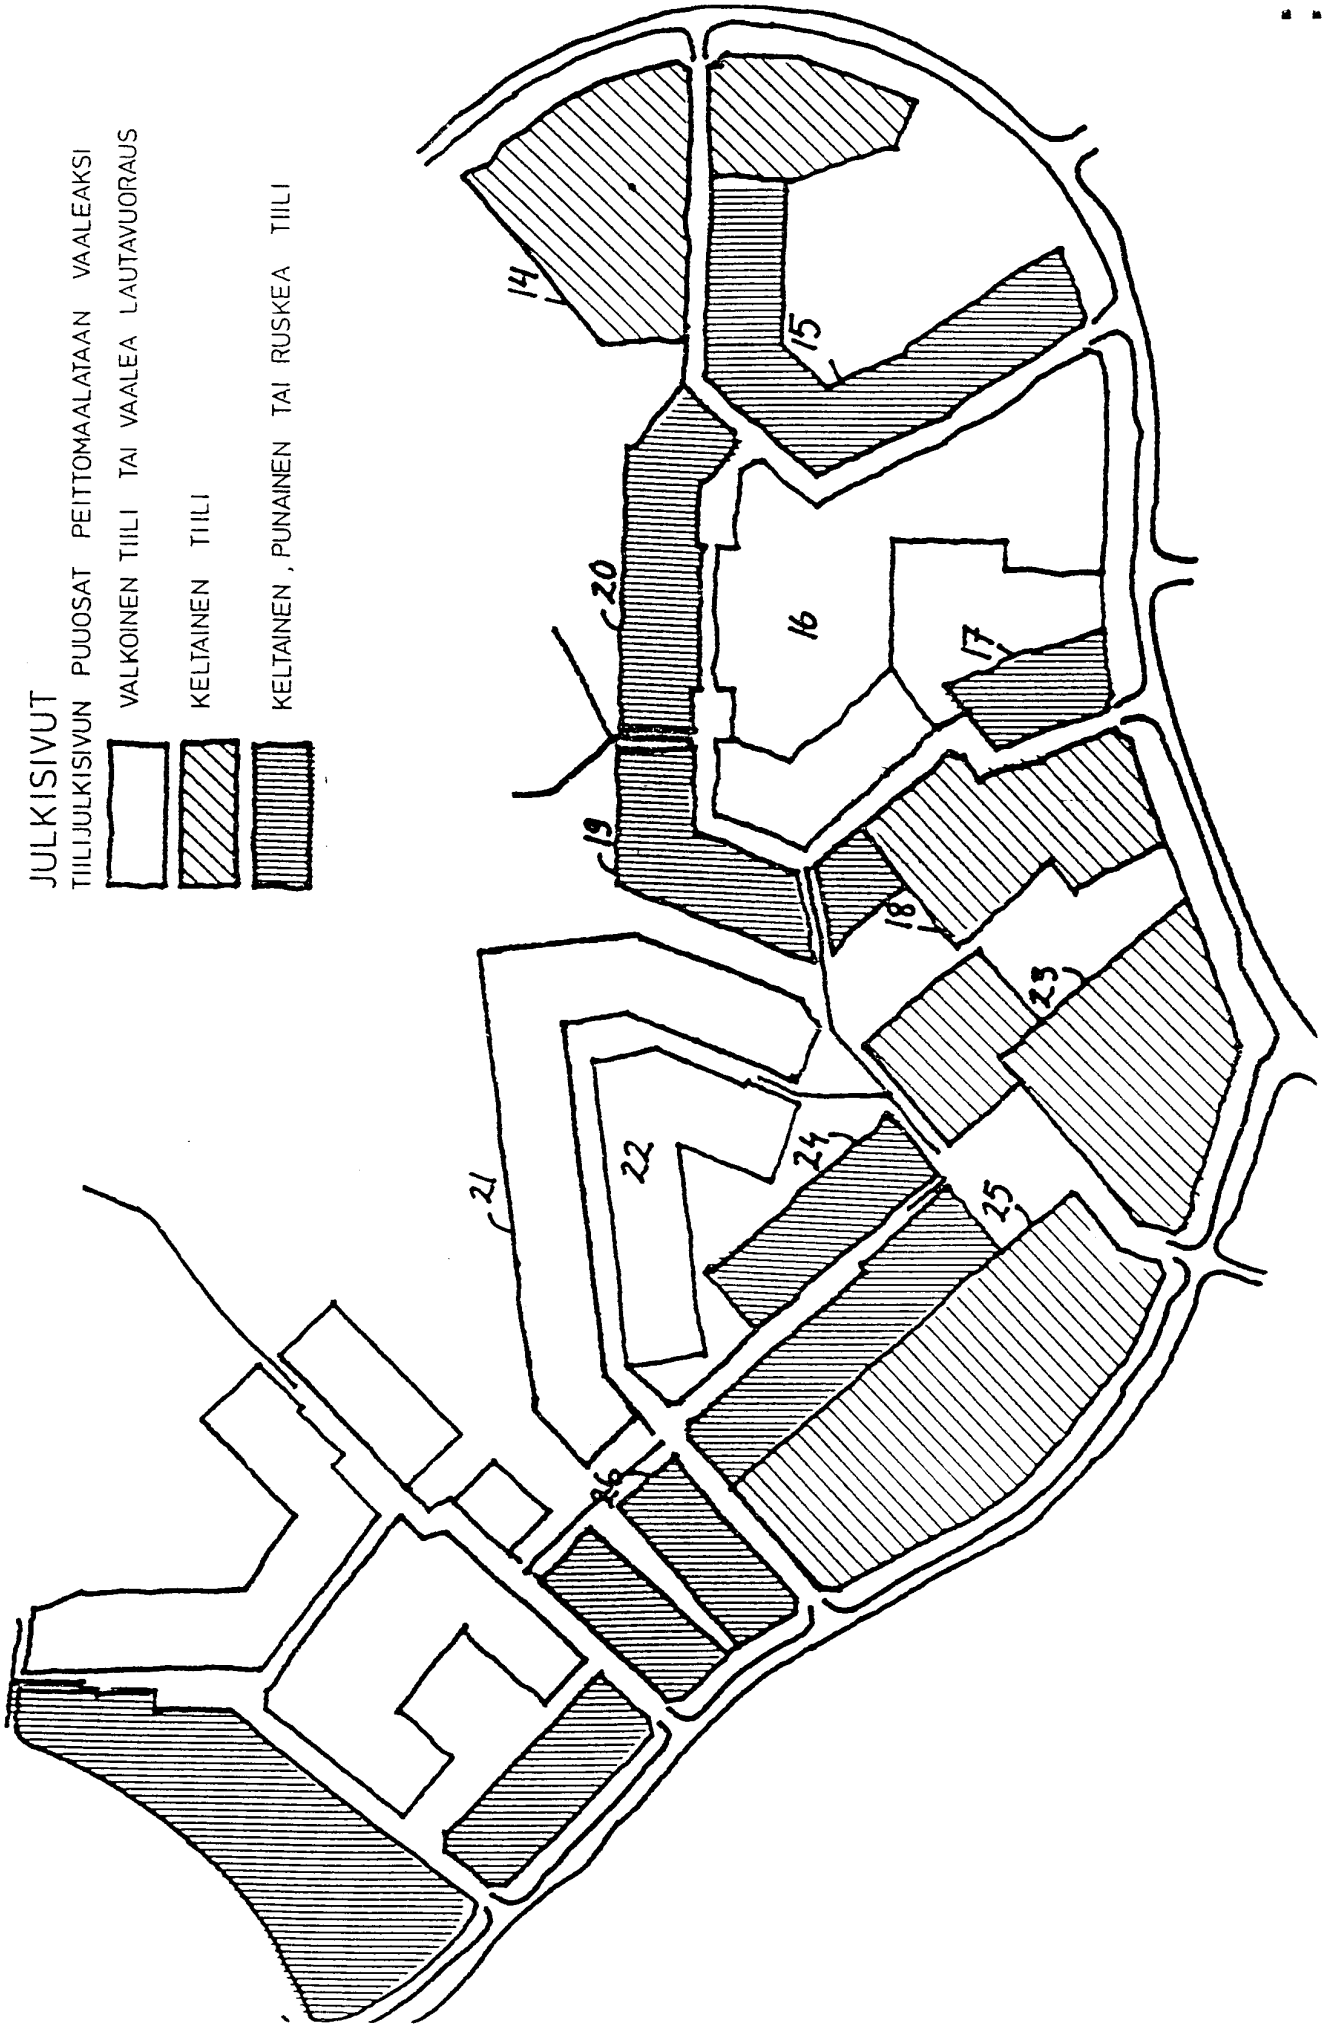 JULKISIVUT
TIILIJULKISIVUN PUUOSAT PEITTOMAALATAAN VAALEAKSI
VALKOINEN TIILI TAI VAALEA LAUTAVUORAUS
KELTAINEN TIILI
KELTAINEN, PUNAINEN TAI RUSKEA TIILI
14
15
20
16
17
19
18
23
21
22
24
25
26